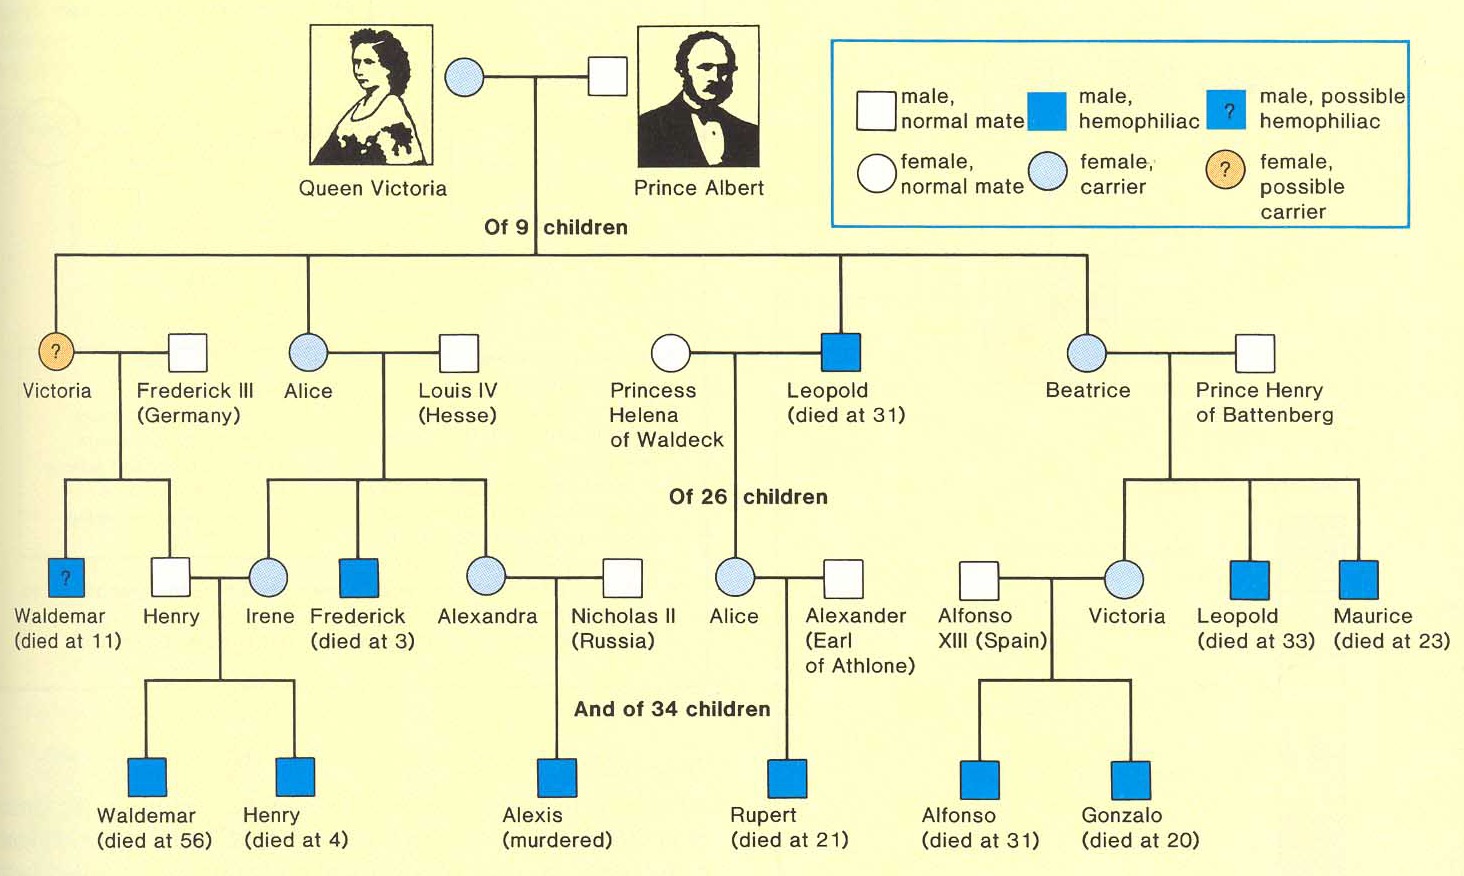 Queen Victoria
Prince Albert
male,
normal mate
male,
hemophiliac
?
male, possible
hemophiliac
female,
normal mate
female,
carrier
?
female,
possible
carrier
Of 9 children
?
Victoria
Frederick III
(Germany)
Alice
Louis IV
(Hesse)
Princess
Helena
of Waldeck
Leopold
(died at 31)
Beatrice
Prince Henry
of Battenberg
Of 26 children
?
Waldemar
(died at 11)
Henry
Irene
Frederick
(died at 3)
Alexandra
Nicholas II
(Russia)
Alice
Alexander
(Earl
of Athlone)
Alfonso
XIII (Spain)
Victoria
Leopold
(died at 33)
Maurice
(died at 23)
And of 34 children
Waldemar
(died at 56)
Henry
(died at 4)
Alexis
(murdered)
Rupert
(died at 21)
Alfonso
(died at 31)
Gonzalo
(died at 20)